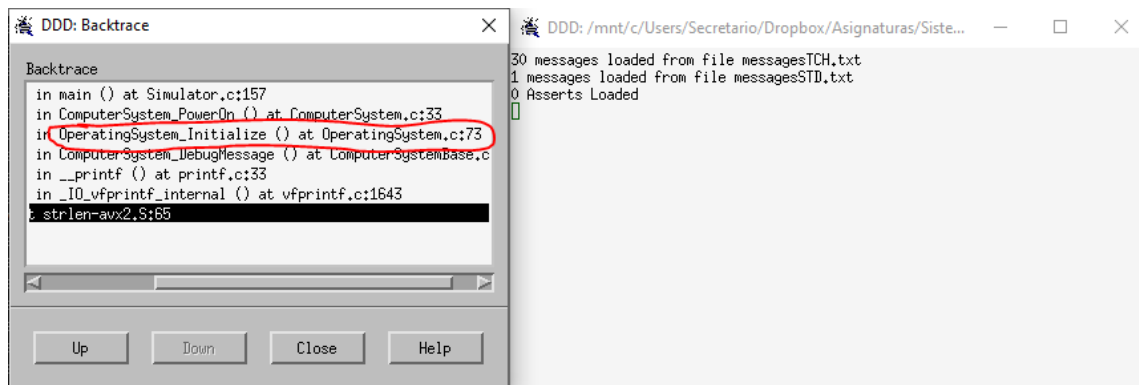 DDD: Backtrace
Backtrace
in main () at Simulator.c:157
in ComputerSystem_PowerOn () at ComputerSystem.c:33
in OperatingSystem_Initialize () at OperatingSystem.c:73
in ComputerSystem_DebugMessage () at ComputerSystemBase.c
in __printf () at printf.c:33
in _IO_vfprintf_internal () at vfprintf.c:1643
t strlen-avx2.S:65
Up Down Close Help
DDD: /mnt/c/Users/Secretario/Dropbox/Asignaturas/Siste...
30 messages loaded from file messagesTCH.txt
1 messages loaded from file messagesSTD.txt
0 Asserts Loaded